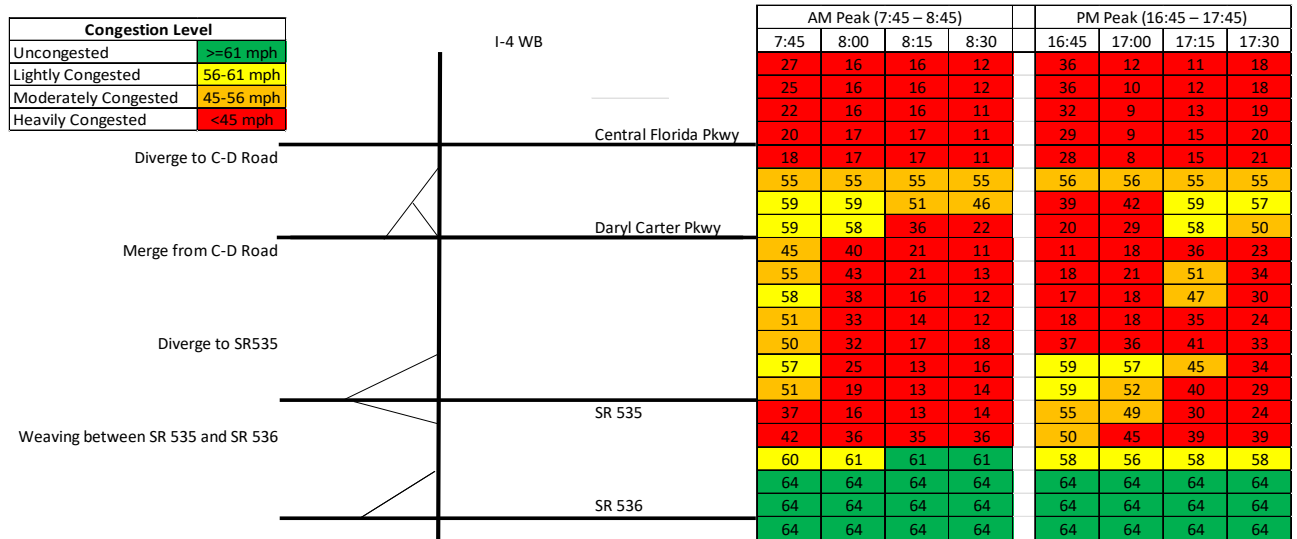 AM Peak (7:45 – 8:45) PM Peak (16:45 – 17:45)
Congestion Level
I-4 WB
7:45 8:00 8:15 8:30 16:45 17:00 17:15 17:30
Uncongested >=61 mph
Lightly Congested 56-61 mph
Moderately Congested 45-56 mph
Heavily Congested <45 mph
27 16 16 12 36 12 11 18
25 16 16 12 36 10 12 18
22 16 16 11 32 9 13 19
Central Florida Pkwy
20 17 17 11 29 9 15 20
Diverge to C-D Road
18 17 17 11 28 8 15 21
55 55 55 55 56 56 55 55
59 59 51 46 39 42 59 57
Daryl Carter Pkwy
59 58 36 22 20 29 58 50
Merge from C-D Road
45 40 21 11 11 18 36 23
55 43 21 13 18 21 51 34
58 38 16 12 17 18 47 30
51 33 14 12 18 18 35 24
Diverge to SR535
50 32 17 18 37 36 41 33
57 25 13 16 59 57 45 34
51 19 13 14 59 52 40 29
SR 535
37 16 13 14 55 49 30 24
Weaving between SR 535 and SR 536
42 36 35 36 50 45 39 39
60 61 61 61 58 56 58 58
64 64 64 64 64 64 64 64
SR 536
64 64 64 64 64 64 64 64
64 64 64 64 64 64 64 64